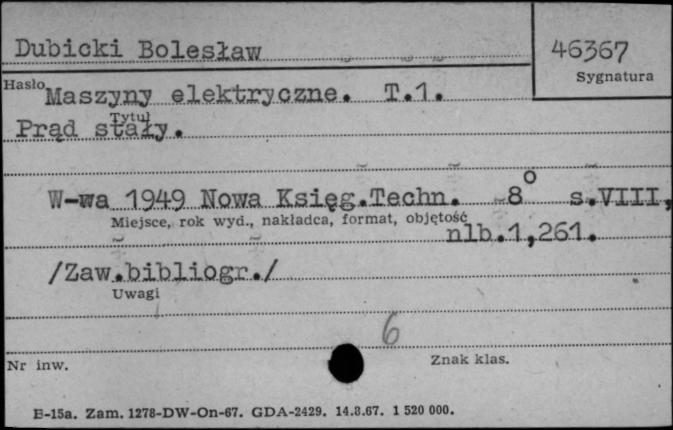 Dubicki Bolesław
46367
Sygnatura
Hasło
Maszyny elektryczne. T.1.
Tytuł
Prąd stały.
W-wa 1949 Nowa Księg.Techn. 8° s.VIII,
Miejsce, rok wyd., nakładca, format, objętość
nlb.1,261.
/Zaw.bibliogr./
Uwagi
6
Nr inw.
Znak klas.
E-15a. Zam. 1278-DW-On-67. GDA-2429. 14.8.67. 1 520 000.